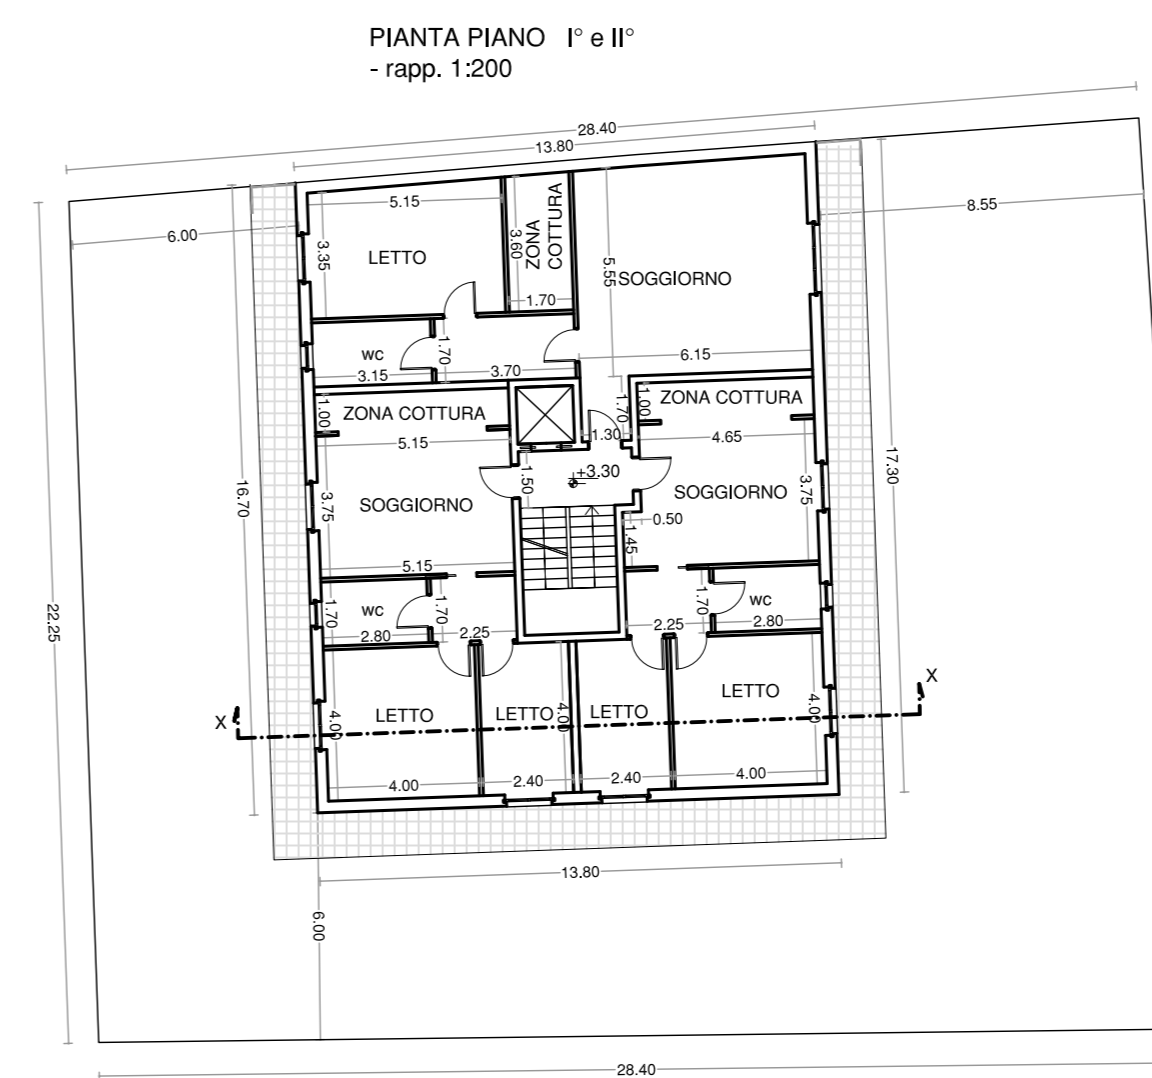 PIANTA PIANO I° e II°
- rapp. 1:200
28.40
13.80
6.00
8.55
5.15
3.35
LETTO
3.60
ZONA
COTTURA
1.70
5.55
SOGGIORNO
6.15
wc
3.15
1.70
3.70
1.00
ZONA COTTURA
5.15
1.70
1.30
1.00
ZONA COTTURA
4.65
16.70
17.30
3.75
SOGGIORNO
5.15
1.50
+3.30
SOGGIORNO
3.75
0.50
1.45
22.25
1.70
wc
2.80
1.70
2.25
2.25
1.70
wc
2.80
X
X
4.00
LETTO
4.00
LETTO
4.00
2.40
LETTO
2.40
LETTO
4.00
4.00
13.80
6.00
28.40